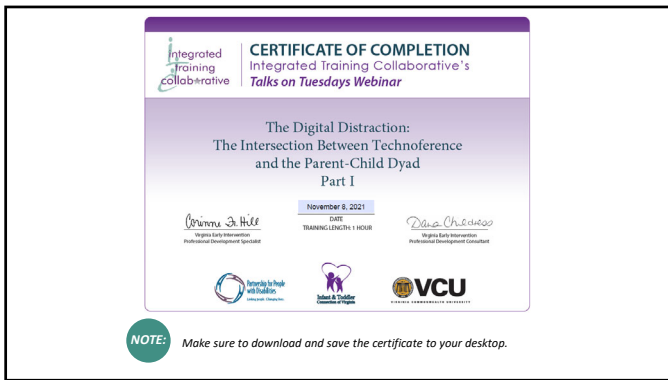 integrated
training
collaborative
CERTIFICATE OF COMPLETION
Integrated Training Collaborative's
Talks on Tuesdays Webinar
The Digital Distraction:
The Intersection Between Technoference
and the Parent-Child Dyad
Part I
November 8, 2021
DATE
TRAINING LENGTH: 1 HOUR
Corinne F. Hill
Virginia Early Intervention
Professional Development Specialist
Dana Childress
Virginia Early Intervention
Professional Development Consultant
Partnership for People
with Disabilities
Infant & Toddler
Connection of Virginia
VCU
VIRGINIA COMMONWEALTH UNIVERSITY
NOTE:
Make sure to download and save the certificate to your desktop.